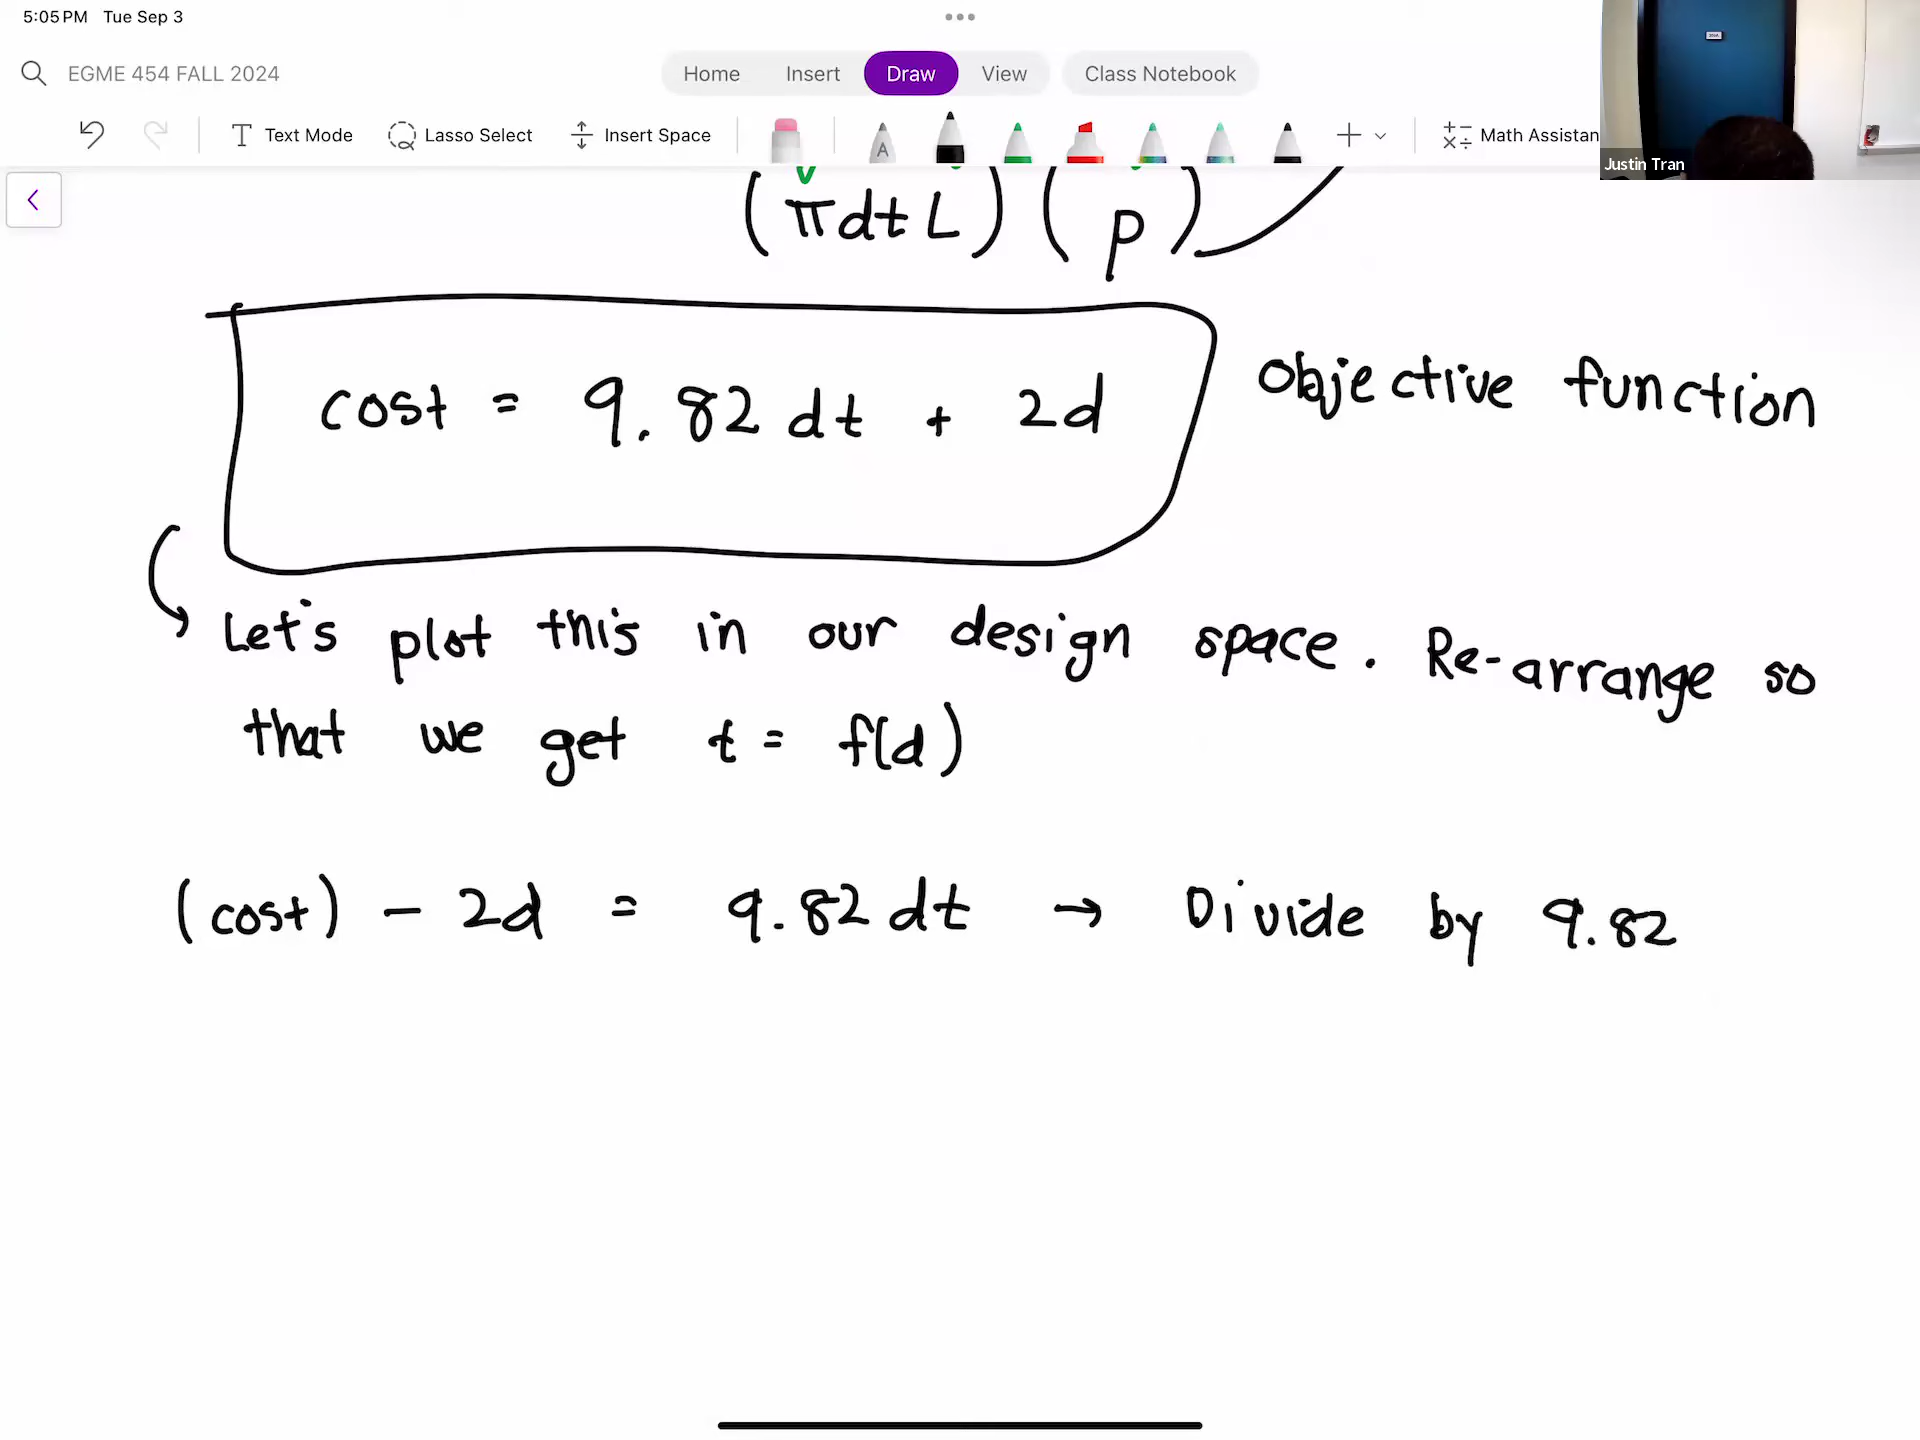 5:05 PM Tue Sep 3
EGME 454 FALL 2024
Home Insert Draw View Class Notebook
Text Mode Lasso Select Insert Space A Math Assistan
Justin Tran
(πdtL) (ρ)
cost = 9.82 dt + 2d
Objective function
Let's plot this in our design space. Re-arrange so
that we get t = f(d)
(cost) - 2d = 9.82 dt → Divide by 9.82